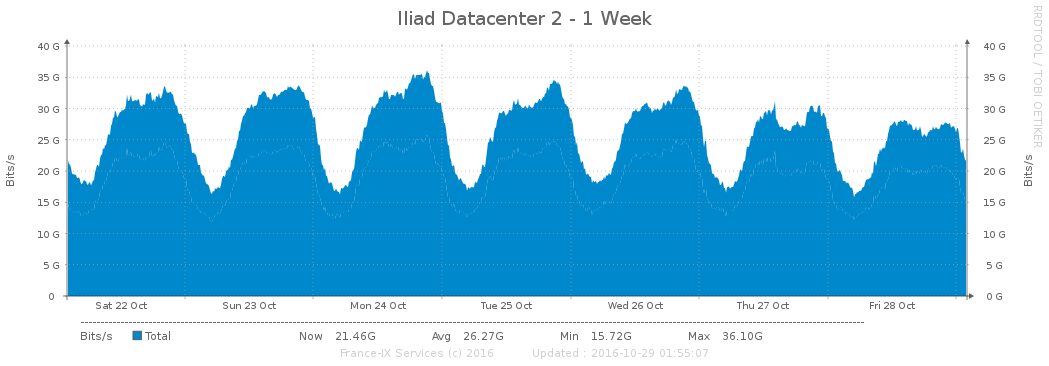 Iliad Datacenter 2 - 1 Week
RRDTOOL / TOBI OETIKER
Bits/s
40 G 40 G
35 G 35 G
30 G 30 G
25 G 25 G
20 G 20 G
15 G 15 G
10 G 10 G
5 G 5 G
0 0 G
Bits/s
Sat 22 Oct Sun 23 Oct Mon 24 Oct Tue 25 Oct Wed 26 Oct Thu 27 Oct Fri 28 Oct
Bits/s Total Now 21.46G Avg 26.27G Min 15.72G Max 36.10G
France-IX Services (c) 2016 Updated : 2016-10-29 01:55:07